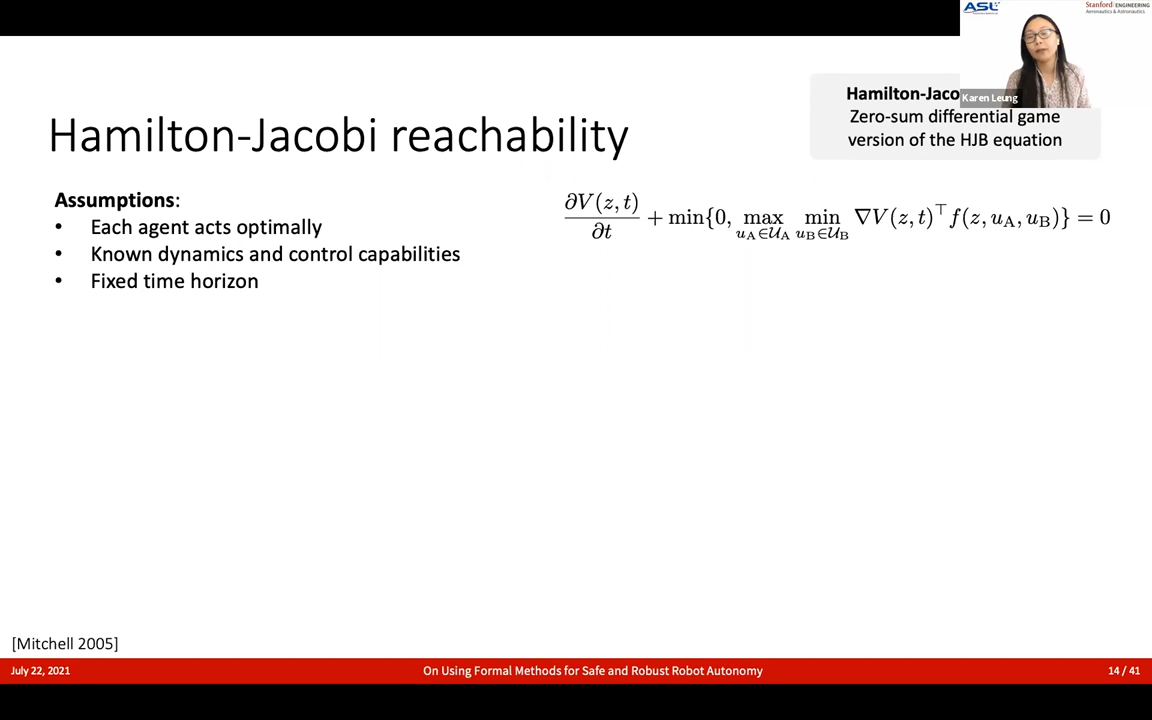 ASL
Stanford ENGINEERING
Aeronautics & Astronautics
Karen Leung
Hamilton-Jaco
Zero-sum differential game
version of the HJB equation
Hamilton-Jacobi reachability
Assumptions:
• Each agent acts optimally
• Known dynamics and control capabilities
• Fixed time horizon
∂V(z, t)/∂t + min{0, max_{u_A∈𝒰_A} min_{u_B∈𝒰_B} ∇V(z, t)^⊤ f(z, u_A, u_B)} = 0
[Mitchell 2005]
July 22, 2021
On Using Formal Methods for Safe and Robust Robot Autonomy
14 / 41